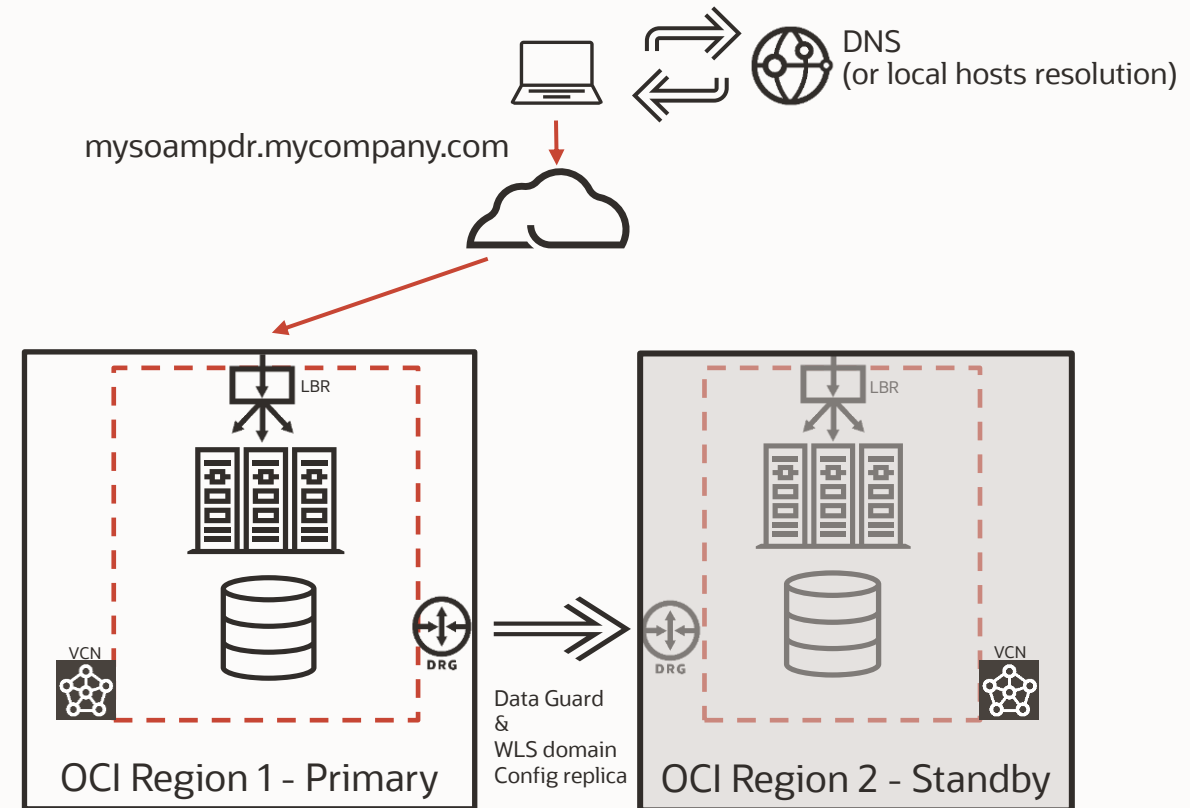 DNS
(or local hosts resolution)
mysoampdr.mycompany.com
LBR
VCN
DRG
OCI Region 1 - Primary
Data Guard
&
WLS domain
Config replica
LBR
DRG
VCN
OCI Region 2 - Standby